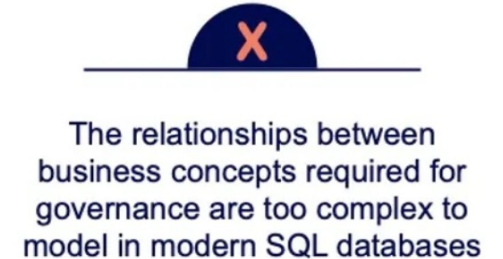 X
The relationships between
business concepts required for
governance are too complex to
model in modern SQL databases